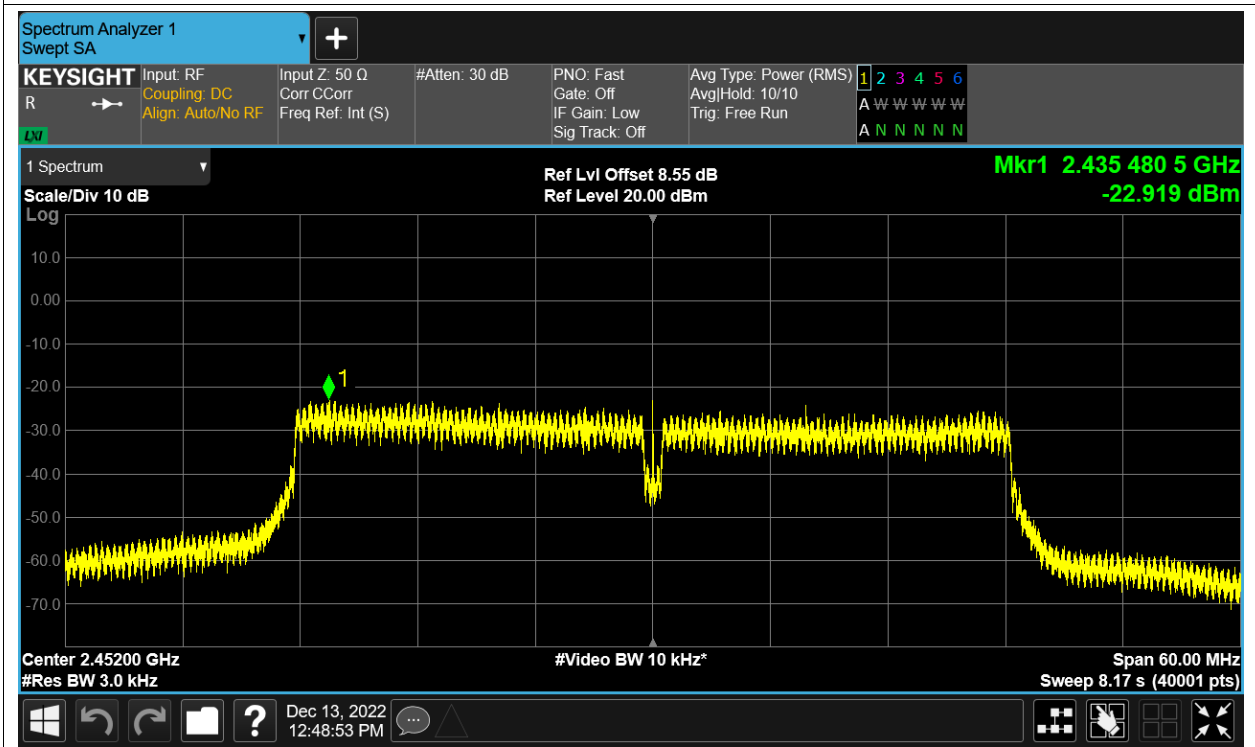 Spectrum Analyzer 1
Swept SA
KEYSIGHT
R
LXI
Input: RF
Coupling: DC
Align: Auto/No RF
Input Z: 50 Ω
Corr CCorr
Freq Ref: Int (S)
#Atten: 30 dB
PNO: Fast
Gate: Off
IF Gain: Low
Sig Track: Off
Avg Type: Power (RMS)
Avg|Hold: 10/10
Trig: Free Run
1 2 3 4 5 6
A W W W W W
A N N N N N
1 Spectrum
Scale/Div 10 dB
Log
Ref Lvl Offset 8.55 dB
Ref Level 20.00 dBm
Mkr1 2.435 480 5 GHz
-22.919 dBm
10.0
0.00
-10.0
-20.0
1
-30.0
-40.0
-50.0
-60.0
-70.0
Center 2.45200 GHz
#Res BW 3.0 kHz
#Video BW 10 kHz*
Span 60.00 MHz
Sweep 8.17 s (40001 pts)
?
Dec 13, 2022
12:48:53 PM